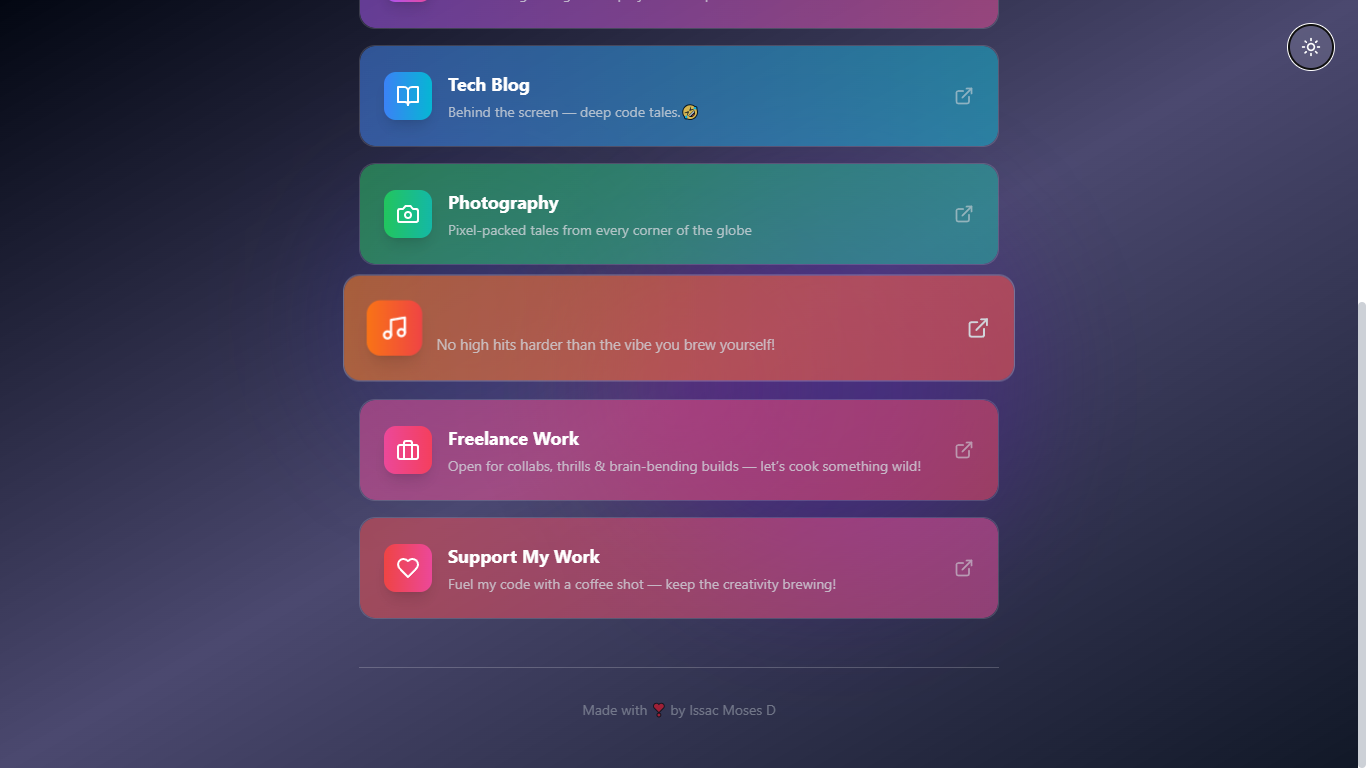 Tech Blog
Behind the screen — deep code tales.🤣
Photography
Pixel-packed tales from every corner of the globe
No high hits harder than the vibe you brew yourself!
Freelance Work
Open for collabs, thrills & brain-bending builds — let's cook something wild!
Support My Work
Fuel my code with a coffee shot — keep the creativity brewing!
Made with ❣ by Issac Moses D